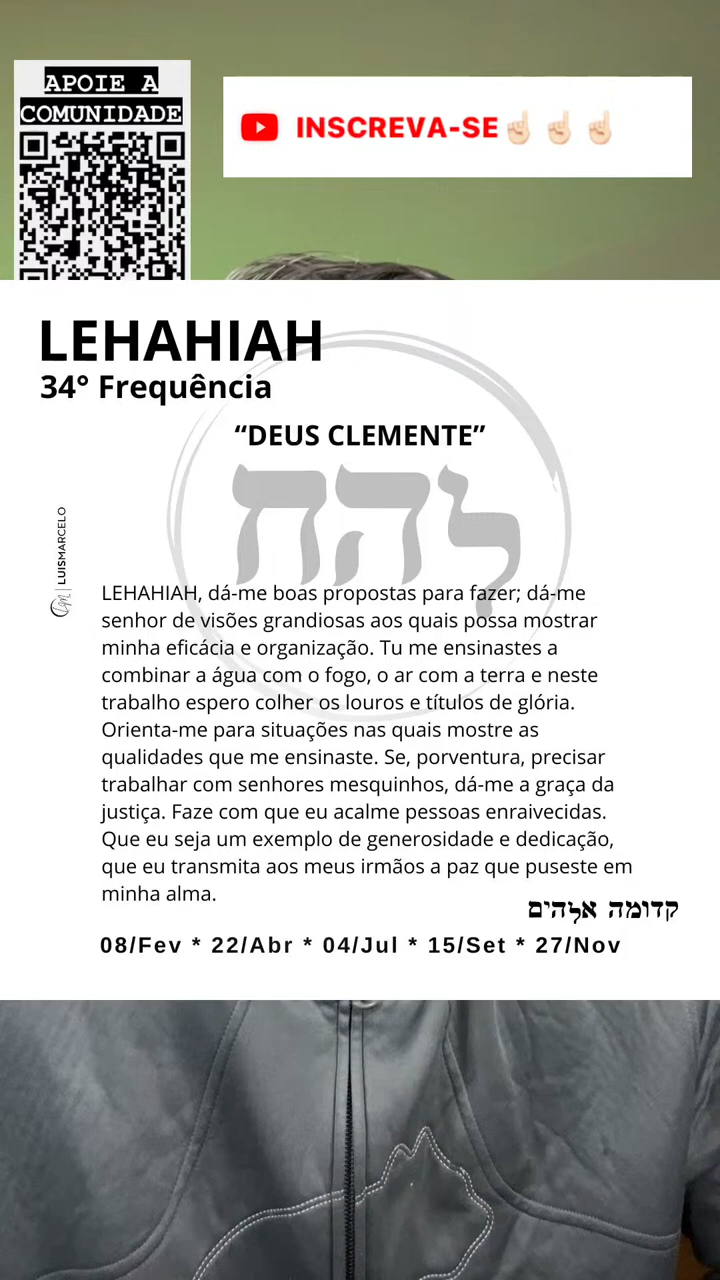 APOIE A
COMUNIDADE
INSCREVA-SE
LEHAHIAH
34° Frequência
“DEUS CLEMENTE”
להח
LUISMARCELO
LEHAHIAH, dá-me boas propostas para fazer; dá-me
senhor de visões grandiosas aos quais possa mostrar
minha eficácia e organização. Tu me ensinastes a
combinar a água com o fogo, o ar com a terra e neste
trabalho espero colher os louros e títulos de glória.
Orienta-me para situações nas quais mostre as
qualidades que me ensinaste. Se, porventura, precisar
trabalhar com senhores mesquinhos, dá-me a graça da
justiça. Faze com que eu acalme pessoas enraivecidas.
Que eu seja um exemplo de generosidade e dedicação,
que eu transmita aos meus irmãos a paz que puseste em
minha alma.
קדומה אלהים
08/Fev * 22/Abr * 04/Jul * 15/Set * 27/Nov